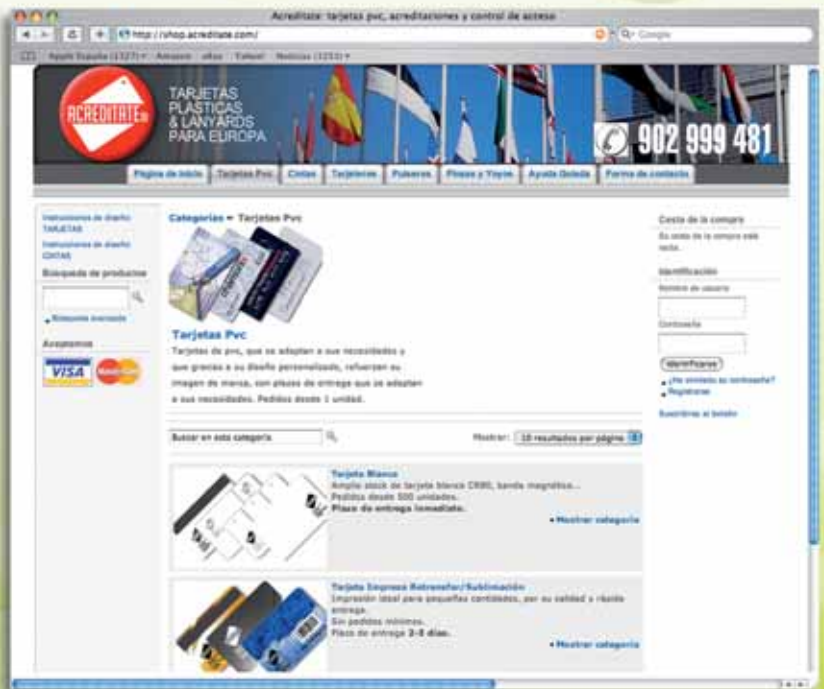 Acreditate: tarjetas pvc, acreditaciones y control de acceso
http://shop.acreditate.com/
Google
Apple España (1327) Amazon eBay Yahoo! Noticias (1253)
ACREDITATE
TARJETAS
PLASTICAS
& LANYARDS
PARA EUROPA
902 999 481
Página de inicio Tarjetas Pvc Cintas Tarjeteros Pulseras Pinzas y Yoyos Ayuda Guiada Forma de contacto
Instrucciones de diseño
TARJETAS
Instrucciones de diseño
CINTAS
Búsqueda de productos
Búsqueda avanzada
Aceptamos
VISA MasterCard
Categorías Tarjetas Pvc
Tarjetas Pvc
Tarjetas de pvc, que se adaptan a sus necesidades y
que gracias a su diseño personalizado, refuerzan su
imagen de marca, con plazos de entrega que se adaptan
a sus necesidades. Pedidos desde 1 unidad.
Buscar en esta categoría
Mostrar: 10 resultados por página
Tarjeta Blanca
Amplio stock de tarjeta blanca CR80, banda magnética...
Pedidos desde 500 unidades.
Plazo de entrega inmediato.
Mostrar categoría
Tarjeta Impresa Retransfer/Sublimación
Impresión ideal para pequeñas cantidades, por su calidad y rápida
entrega.
Sin pedidos mínimos.
Plazo de entrega 2-5 días.
Mostrar categoría
Cesta de la compra
Su cesta de la compra está
vacía.
Identificación
Nombre de usuario
Contraseña
Identificarse
¿Ha olvidado su contraseña?
Registrarse
Suscribirse al boletín